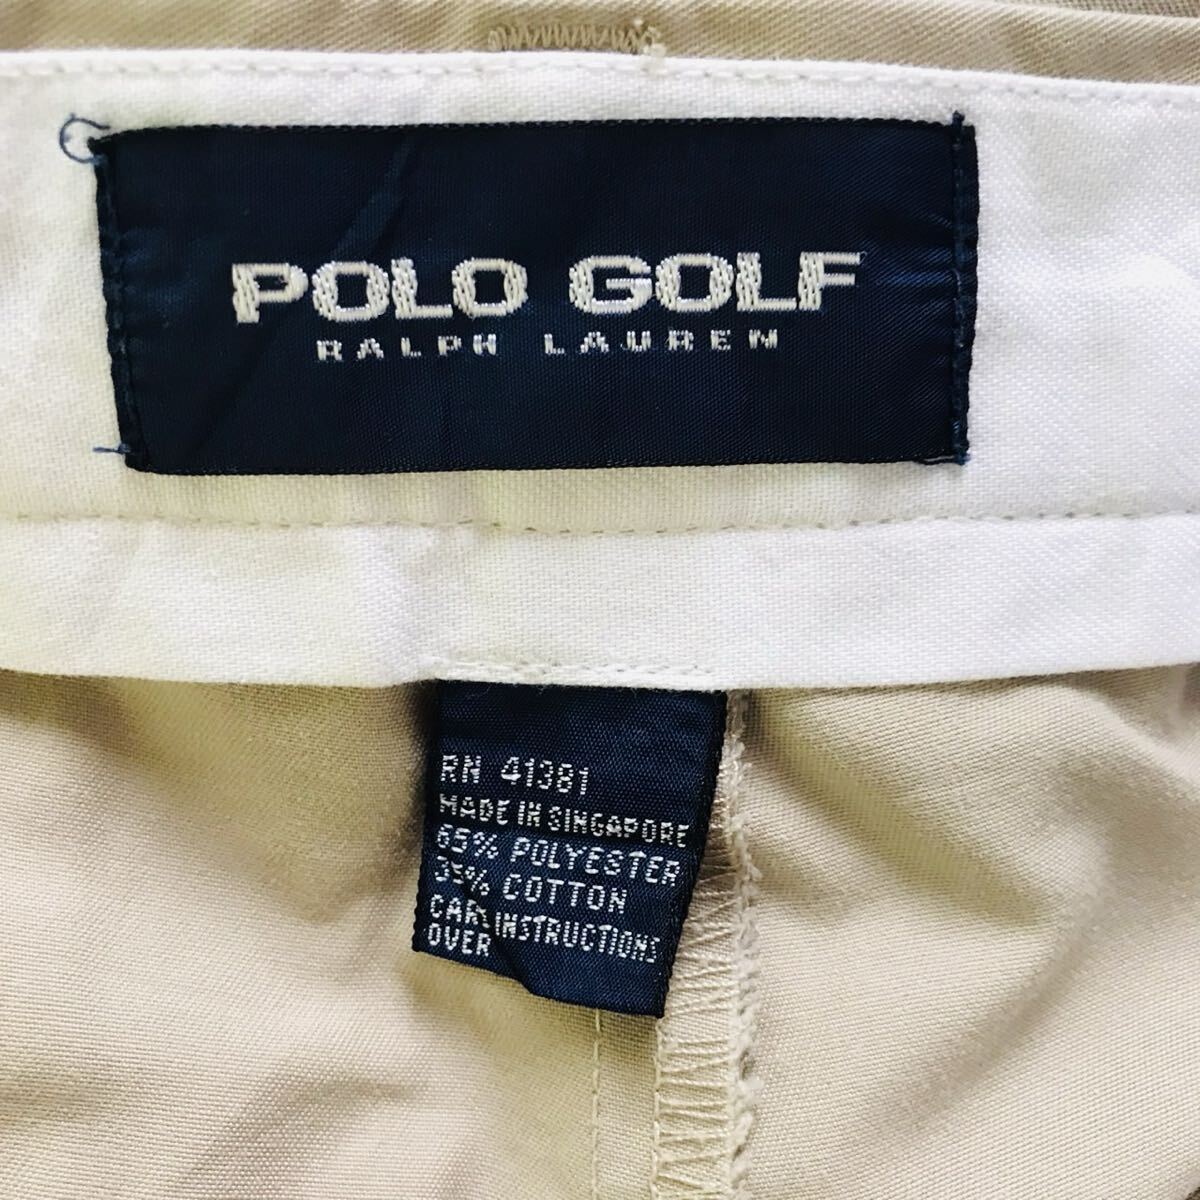 POLO GOLF
RALPH LAUREN
RN 41381
MADE IN SINGAPORE
65% POLYESTER
35% COTTON
CARE INSTRUCTIONS
OVER